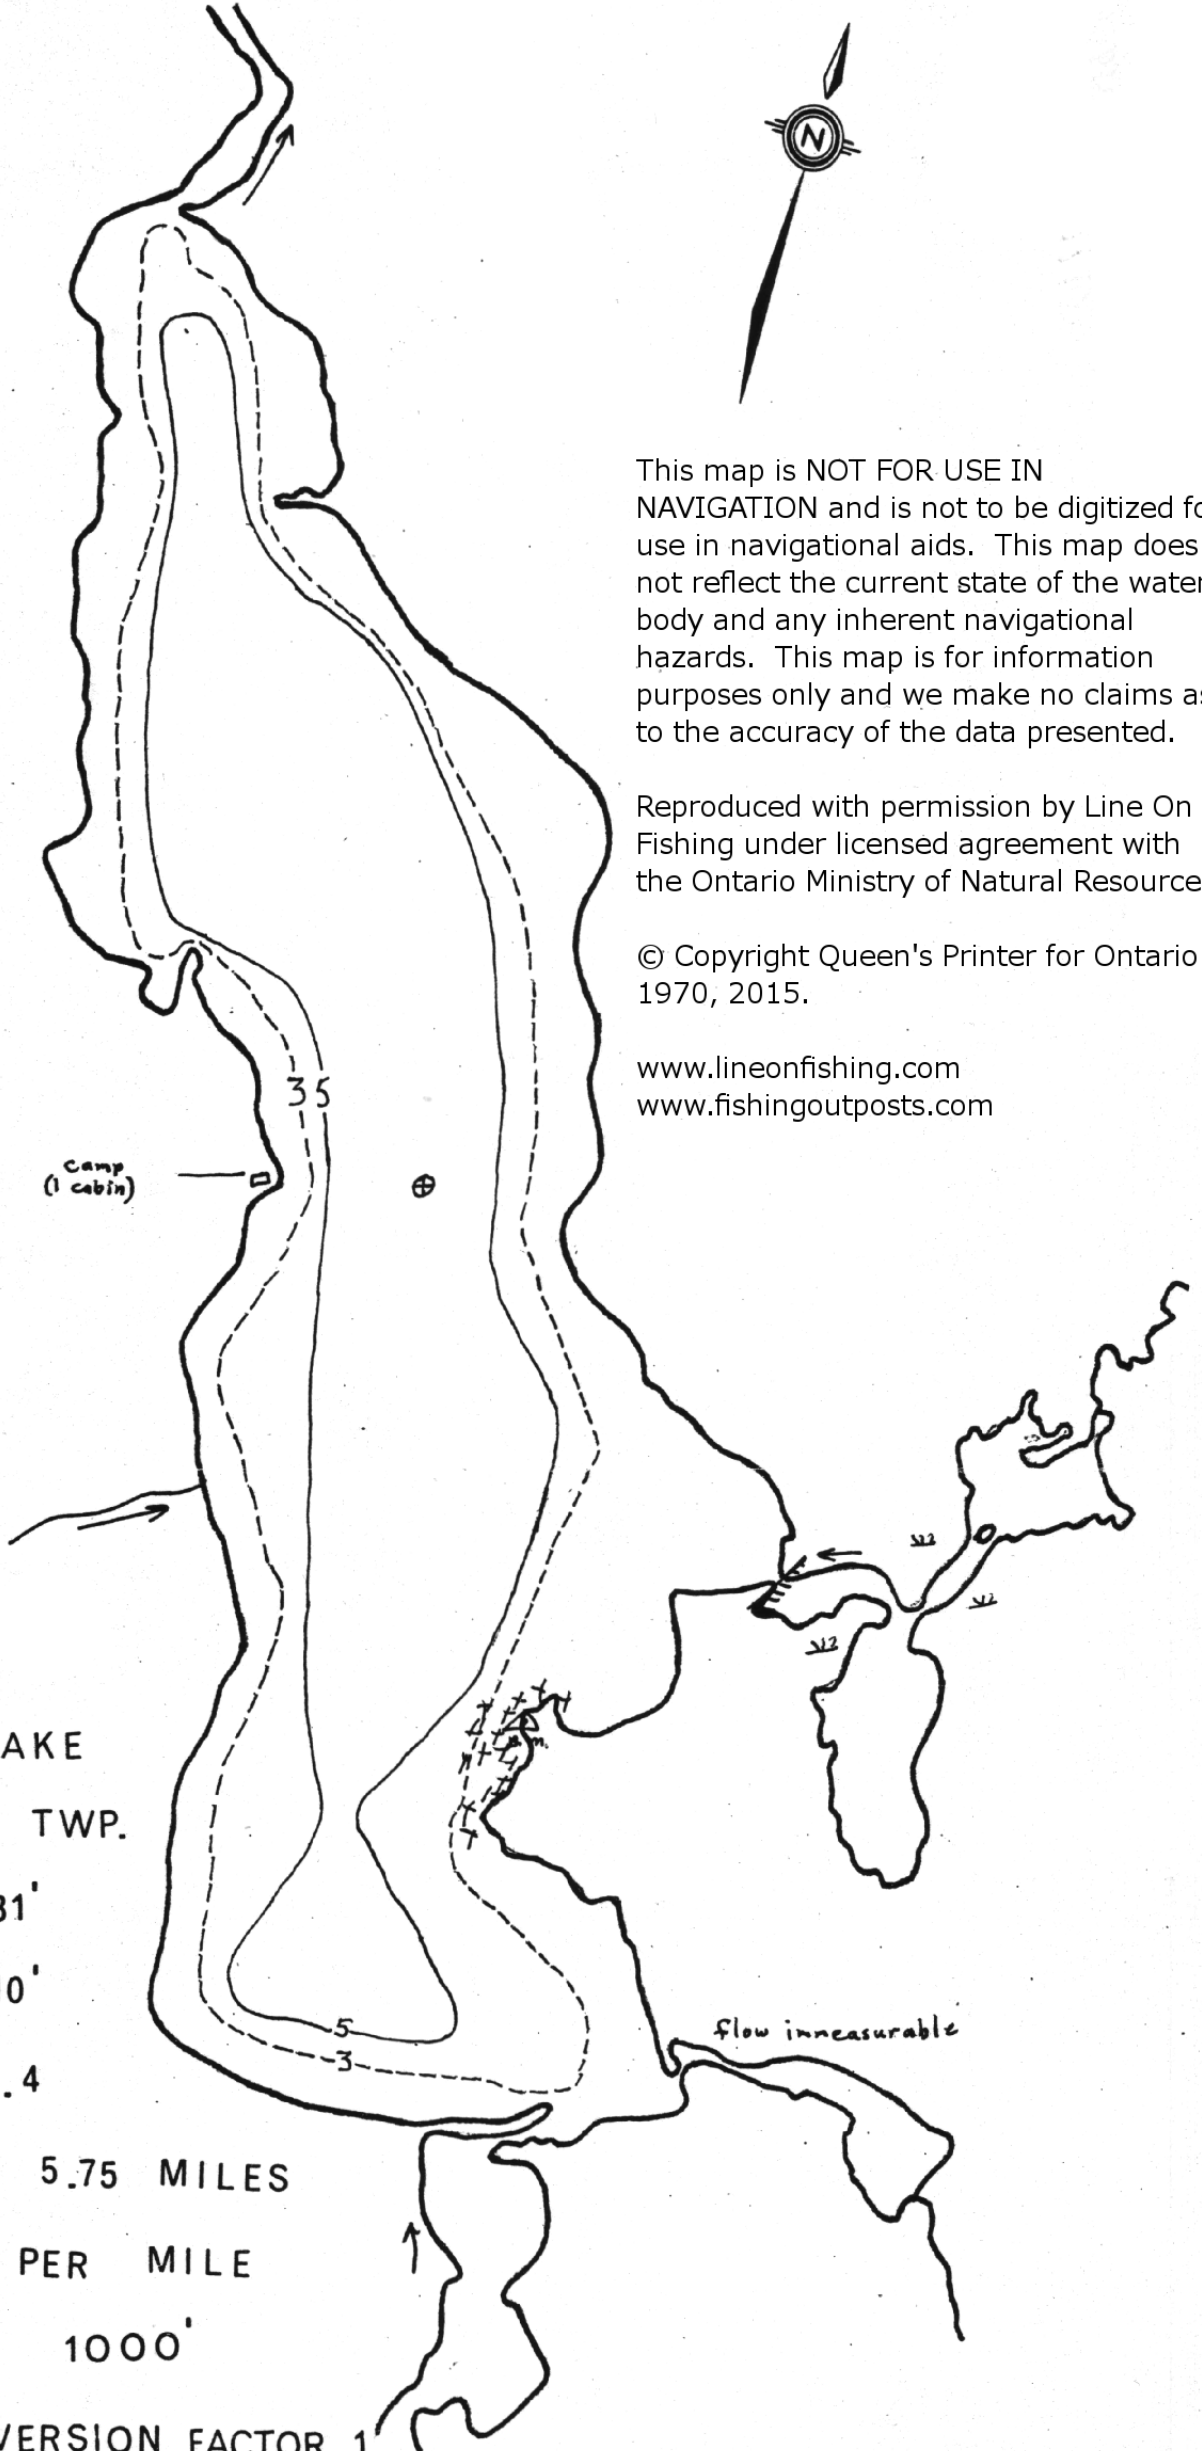 N
This map is NOT FOR USE IN
NAVIGATION and is not to be digitized fo
use in navigational aids. This map does
not reflect the current state of the water
body and any inherent navigational
hazards. This map is for information
purposes only and we make no claims as
to the accuracy of the data presented.
Reproduced with permission by Line On
Fishing under licensed agreement with
the Ontario Ministry of Natural Resource
© Copyright Queen's Printer for Ontario
1970, 2015.
www.lineonfishing.com
www.fishingoutposts.com
3 5
camp
(1 cabin)
AKE
TWP.
31'
0'
.4
5.75 MILES
PER MILE
1000'
VERSION FACTOR 1'
B.M.
5
3
flow inneasurable